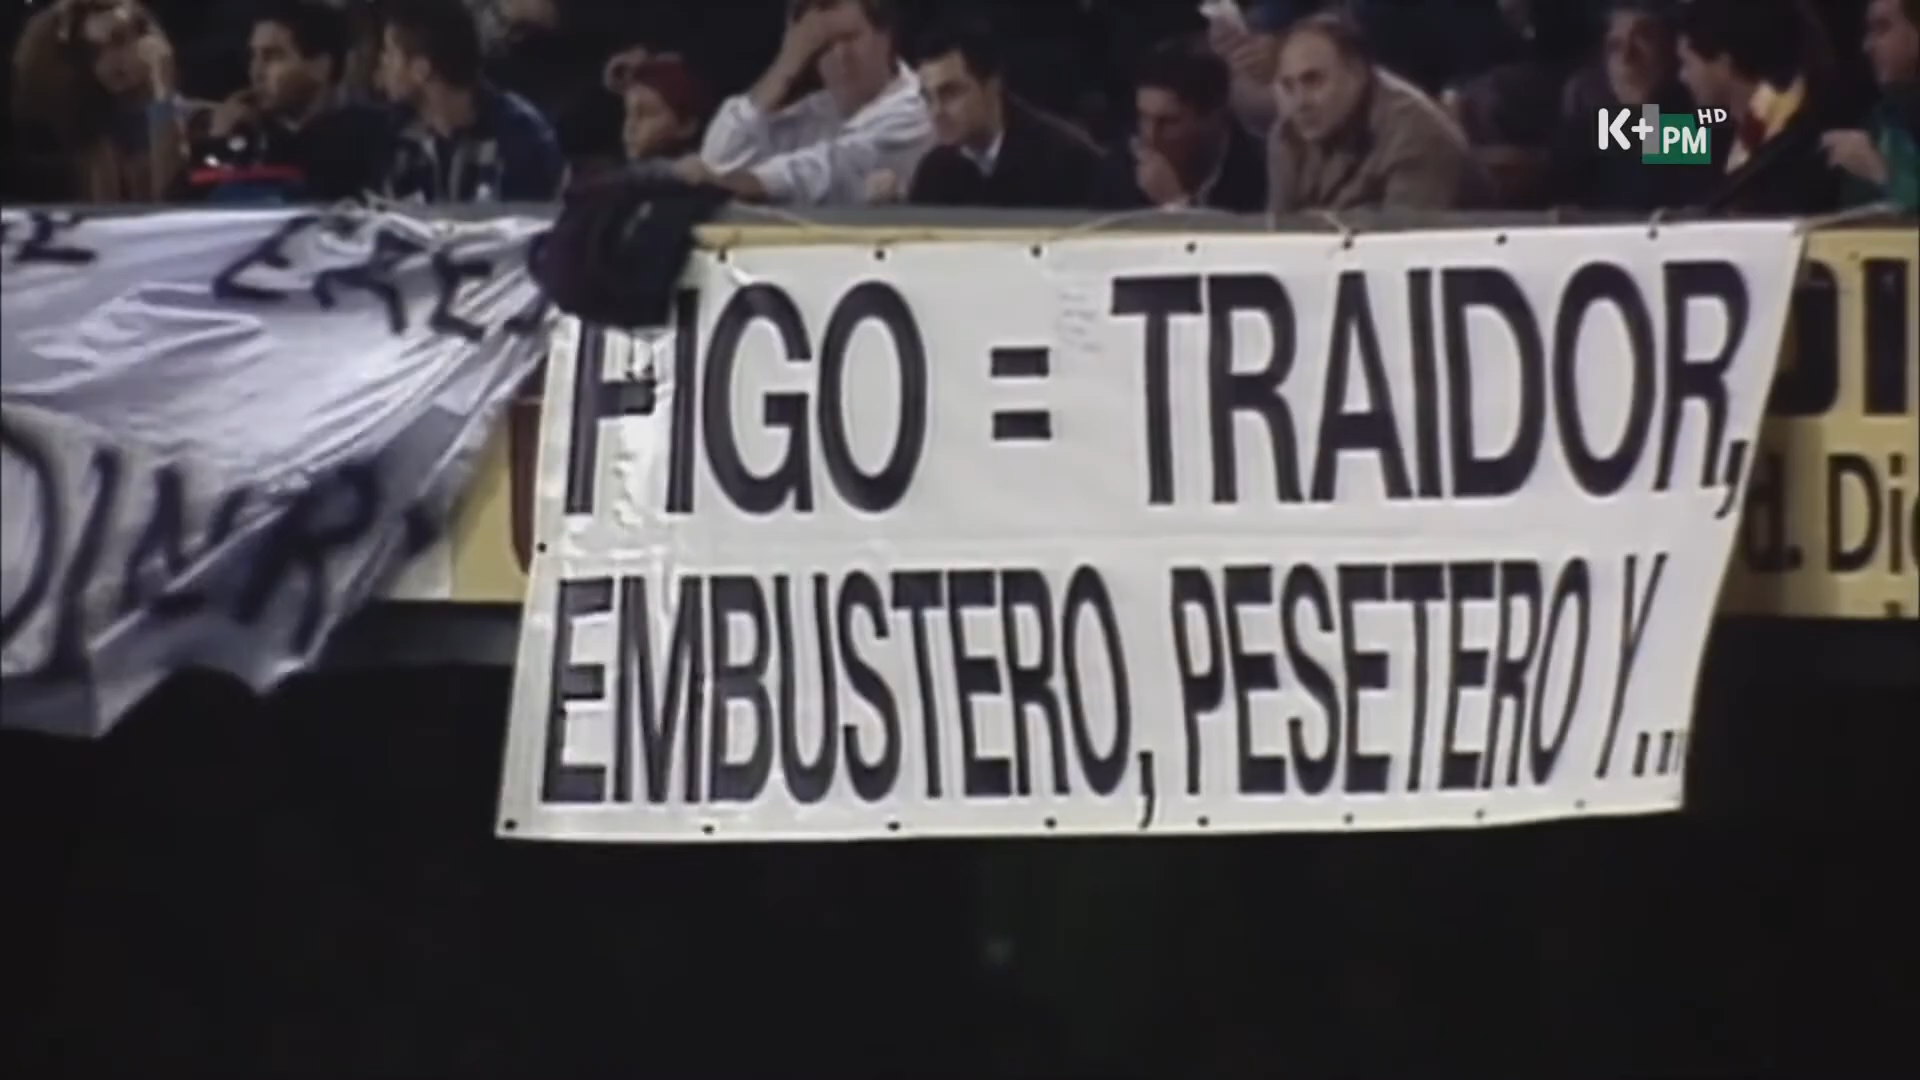 K+PM HD
FIGO = TRAIDOR,
EMBUSTERO, PESETERO Y...